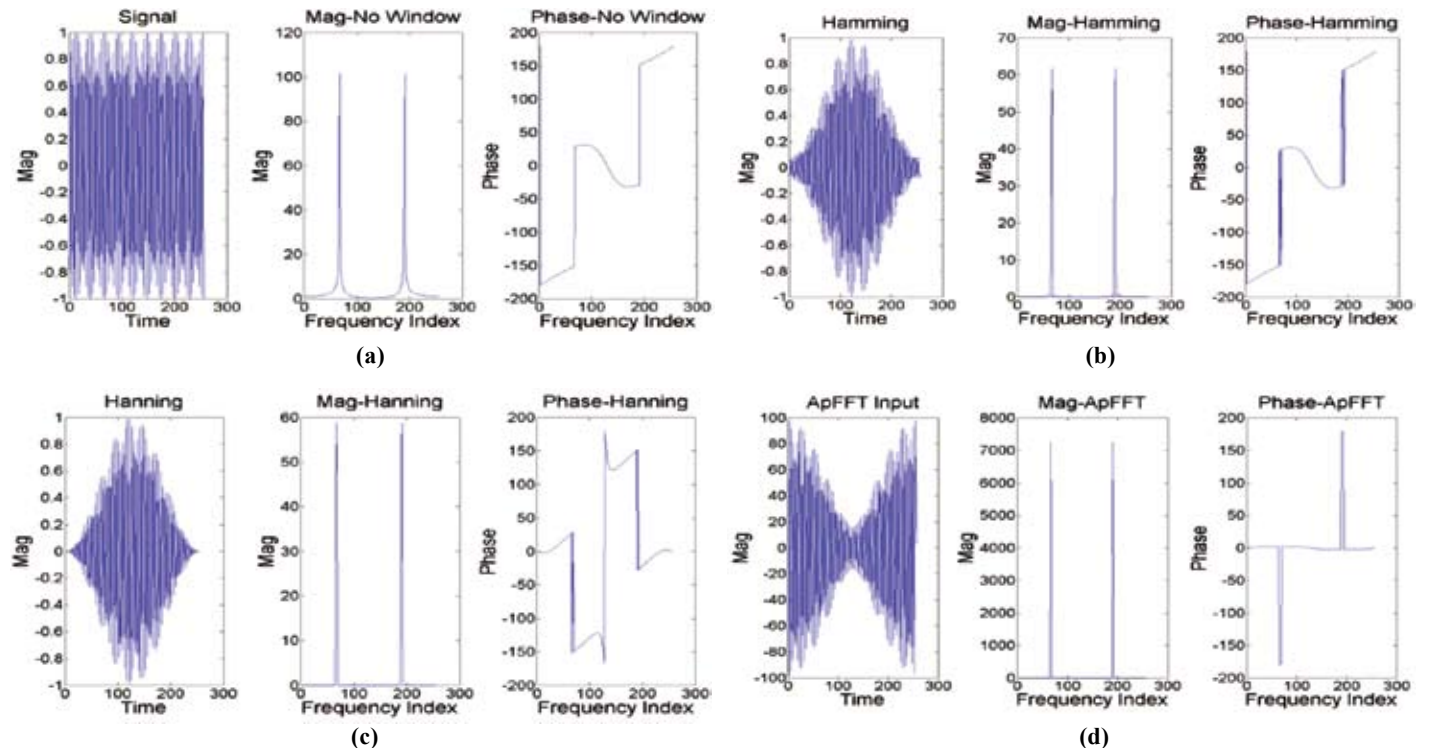 Signal
Mag-No Window
Phase-No Window
1
0.8
0.6
0.4
0.2
0
-0.2
-0.4
-0.6
-0.8
-1
Mag
0 100 200 300
Time
120
100
80
60
40
20
0
Mag
0 100 200 300
Frequency Index
200
150
100
50
0
-50
-100
-150
-200
Phase
0 100 200 300
Frequency Index
(a)
Hamming
Mag-Hamming
Phase-Hamming
1
0.8
0.6
0.4
0.2
0
-0.2
-0.4
-0.6
-0.8
-1
Mag
0 100 200 300
Time
70
60
50
40
30
20
10
0
Mag
0 100 200 300
Frequency Index
200
150
100
50
0
-50
-100
-150
-200
Phase
0 100 200 300
Frequency Index
(b)
Hanning
Mag-Hanning
Phase-Hanning
1
0.8
0.6
0.4
0.2
0
-0.2
-0.4
-0.6
-0.8
-1
Mag
0 100 200 300
Time
60
50
40
30
20
10
0
Mag
0 100 200 300
Frequency Index
200
150
100
50
0
-50
-100
-150
-200
Phase
0 100 200 300
Frequency Index
(c)
ApFFT Input
Mag-ApFFT
Phase-ApFFT
100
80
60
40
20
0
-20
-40
-60
-80
-100
Mag
0 100 200 300
Time
8000
7000
6000
5000
4000
3000
2000
1000
0
Mag
0 100 200 300
Frequency Index
200
150
100
50
0
-50
-100
-150
-200
Phase
0 100 200 300
Frequency Index
(d)